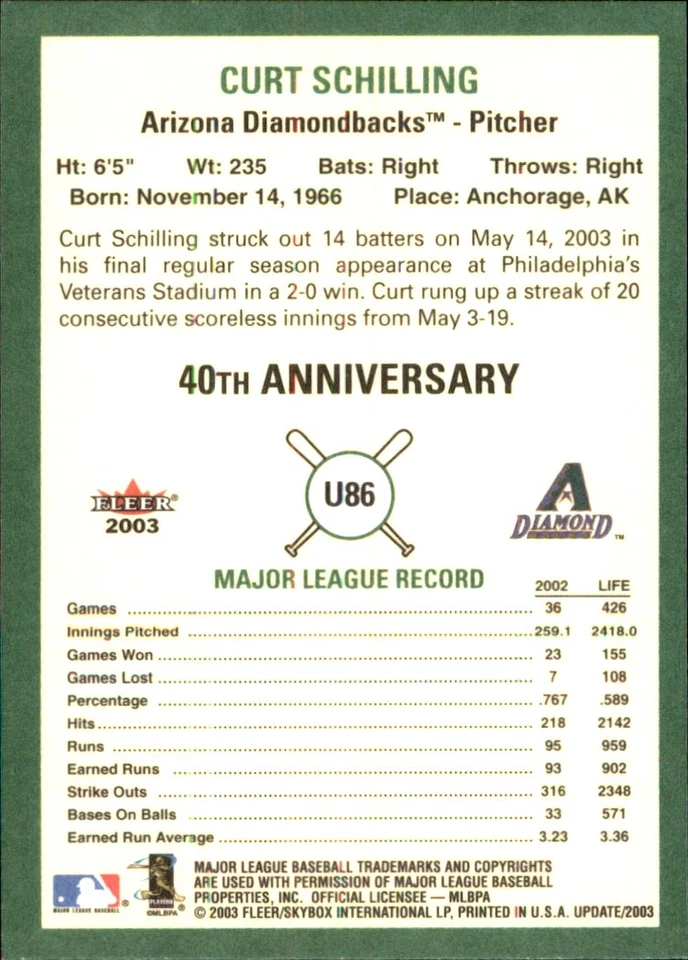 CURT SCHILLING
Arizona Diamondbacks™ - Pitcher
Ht: 6'5" Wt: 235 Bats: Right Throws: Right
Born: November 14, 1966 Place: Anchorage, AK
Curt Schilling struck out 14 batters on May 14, 2003 in
his final regular season appearance at Philadelphia's
Veterans Stadium in a 2-0 win. Curt rung up a streak of 20
consecutive scoreless innings from May 3-19.
40TH ANNIVERSARY
U86
FLEER®
2003
A
DIAMOND
™
MAJOR LEAGUE RECORD
2002 LIFE
Games 36 426
Innings Pitched 259.1 2418.0
Games Won 23 155
Games Lost 7 108
Percentage .767 .589
Hits 218 2142
Runs 95 959
Earned Runs 93 902
Strike Outs 316 2348
Bases On Balls 33 571
Earned Run Average 3.23 3.36
MAJOR LEAGUE BASEBALL ®
PLAYERS
©MLBPA ®
MAJOR LEAGUE BASEBALL TRADEMARKS AND COPYRIGHTS
ARE USED WITH PERMISSION OF MAJOR LEAGUE BASEBALL
PROPERTIES, INC. OFFICIAL LICENSEE — MLBPA
© 2003 FLEER/SKYBOX INTERNATIONAL LP, PRINTED IN U.S.A. UPDATE/2003